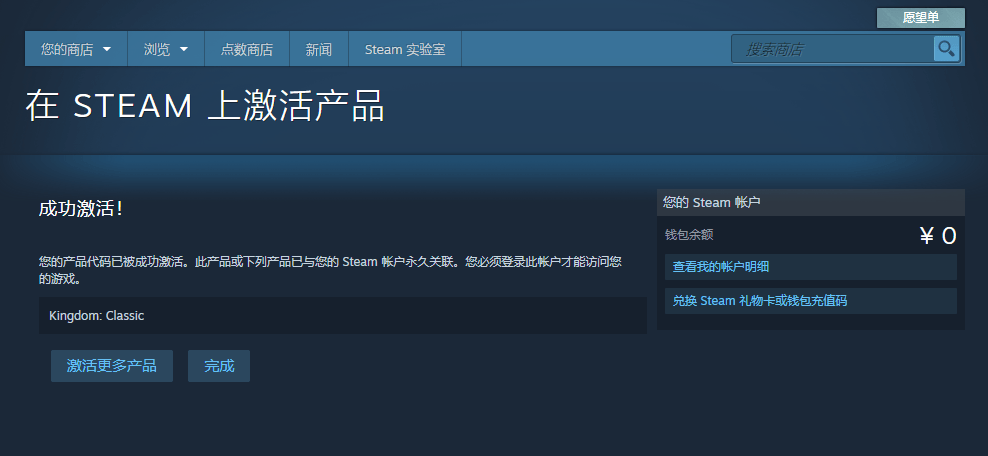 愿望单
您的商店
浏览
点数商店
新闻
Steam 实验室
搜索商店
在 STEAM 上激活产品
成功激活！
您的产品代码已被成功激活。此产品或下列产品已与您的 Steam 帐户永久关联。您必须登录此帐户才能访问您
的游戏。
Kingdom: Classic
激活更多产品
完成
您的 Steam 帐户
钱包余额
¥ 0
查看我的帐户明细
兑换 Steam 礼物卡或钱包充值码